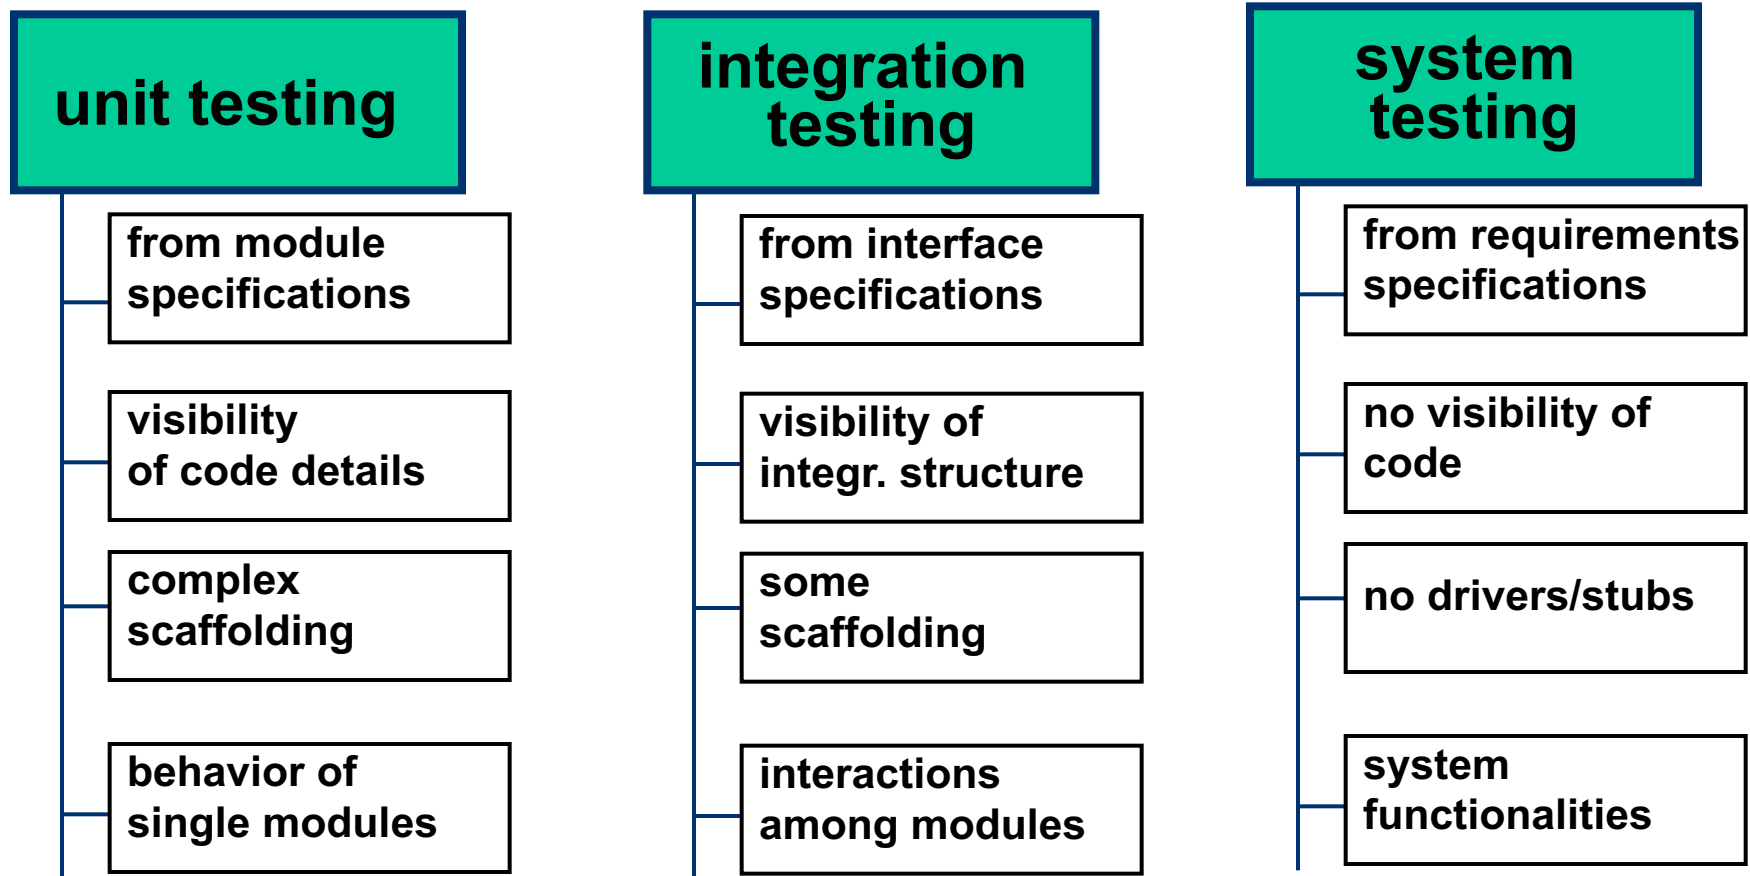 unit testing
from module
specifications
visibility
of code details
complex
scaffolding
behavior of
single modules
integration
testing
from interface
specifications
visibility of
integr. structure
some
scaffolding
interactions
among modules
system
testing
from requirements
specifications
no visibility of
code
no drivers/stubs
system
functionalities